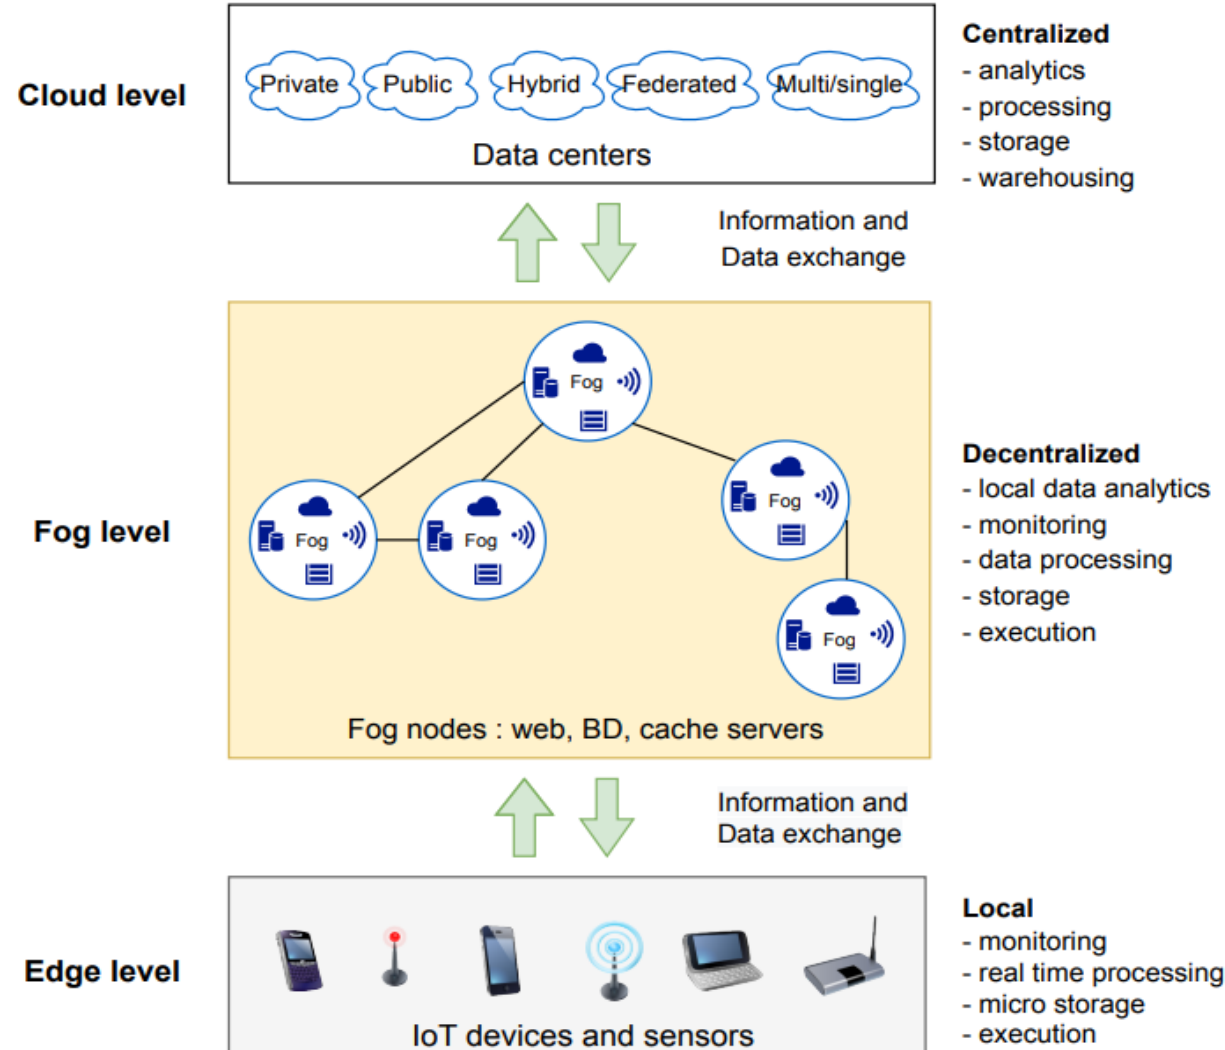 Cloud level
Private
Public
Hybrid
Federated
Multi/single
Data centers
Centralized
- analytics
- processing
- storage
- warehousing
Information and
Data exchange
Fog level
Fog
Fog
Fog
Fog
Fog
Fog nodes : web, BD, cache servers
Decentralized
- local data analytics
- monitoring
- data processing
- storage
- execution
Information and
Data exchange
Edge level
IoT devices and sensors
Local
- monitoring
- real time processing
- micro storage
- execution